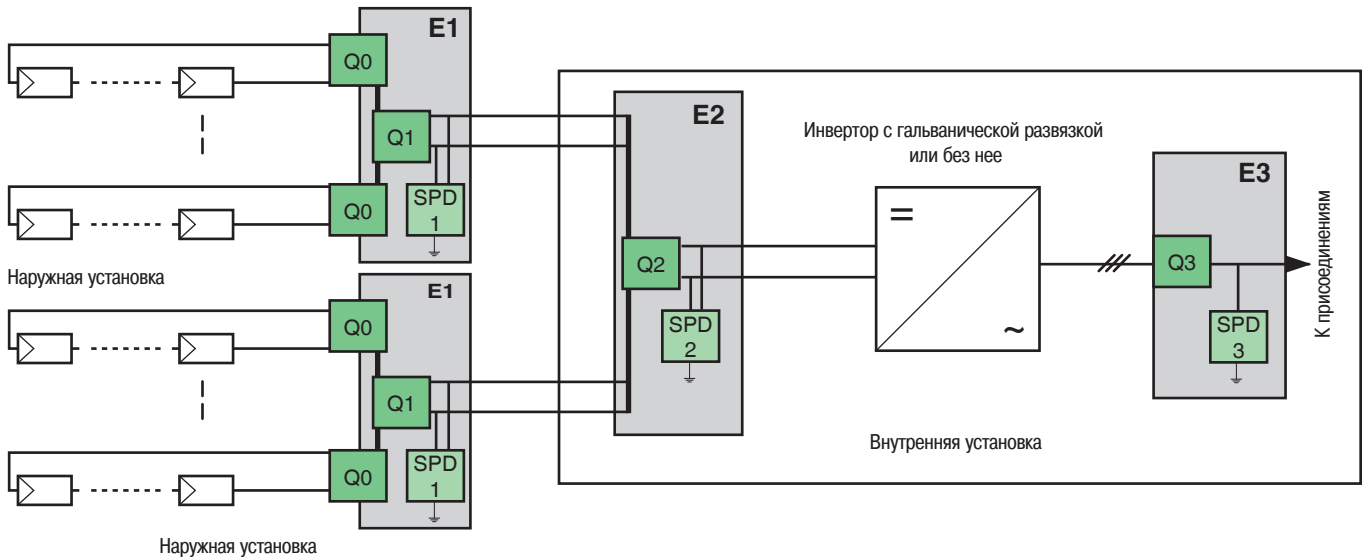 E1
Q0
Q1
Q0
SPD
1
Наружная установка
E1
Q0
Q1
Q0
SPD
1
Наружная установка
E2
Q2
SPD
2
Инвертор с гальванической развязкой
или без нее
=
~
E3
Q3
SPD
3
К присоединениям
Внутренняя установка